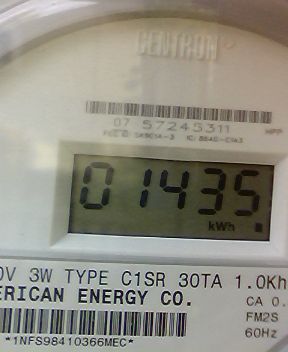 CENTRON®
07 57245311
01435
kWh
0V 3W TYPE C1SR 30TA 1.0Kh
ERICAN ENERGY CO.
CA 0.
FM2S
60Hz
*1NFS98410366MEC*